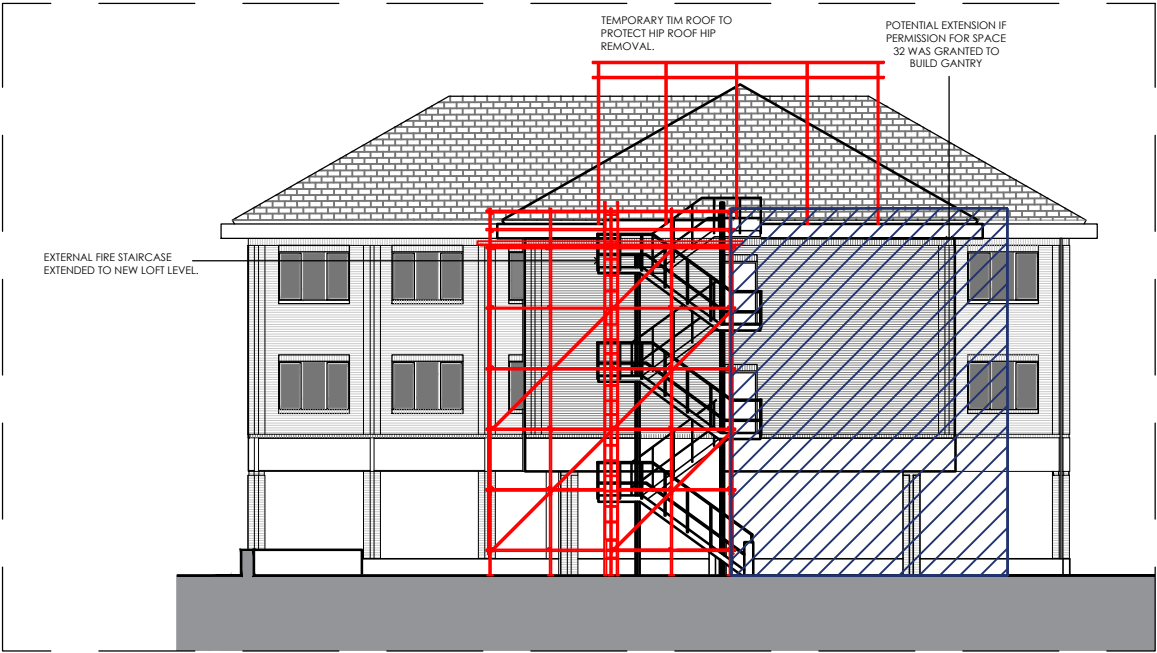 TEMPORARY TIM ROOF TO
PROTECT HIP ROOF HIP
REMOVAL.
POTENTIAL EXTENSION IF
PERMISSION FOR SPACE
32 WAS GRANTED TO
BUILD GANTRY
EXTERNAL FIRE STAIRCASE
EXTENDED TO NEW LOFT LEVEL.